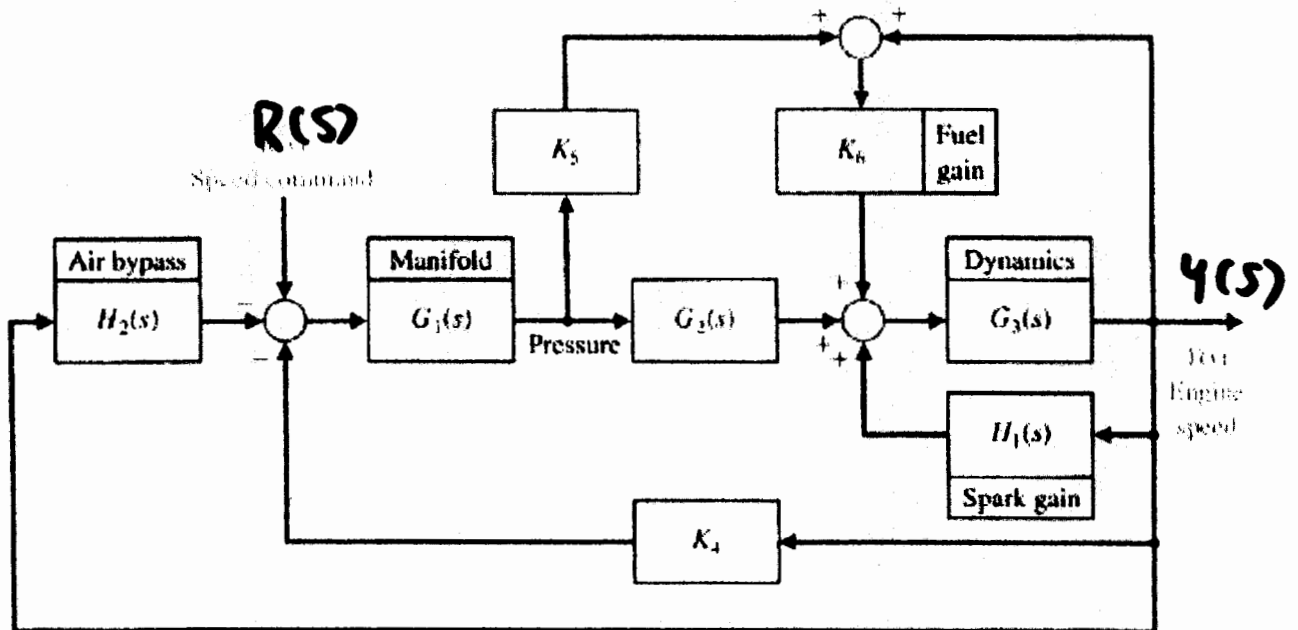 + +
R(S)
K₅
K₆
Fuel
gain
Speed command
Air bypass
H₂(s)
−
−
Manifold
G₁(s)
Pressure
G₂(s)
+
+
+
Dynamics
G₃(s)
Y(S)
Engine
speed
H₁(s)
Spark gain
K₄